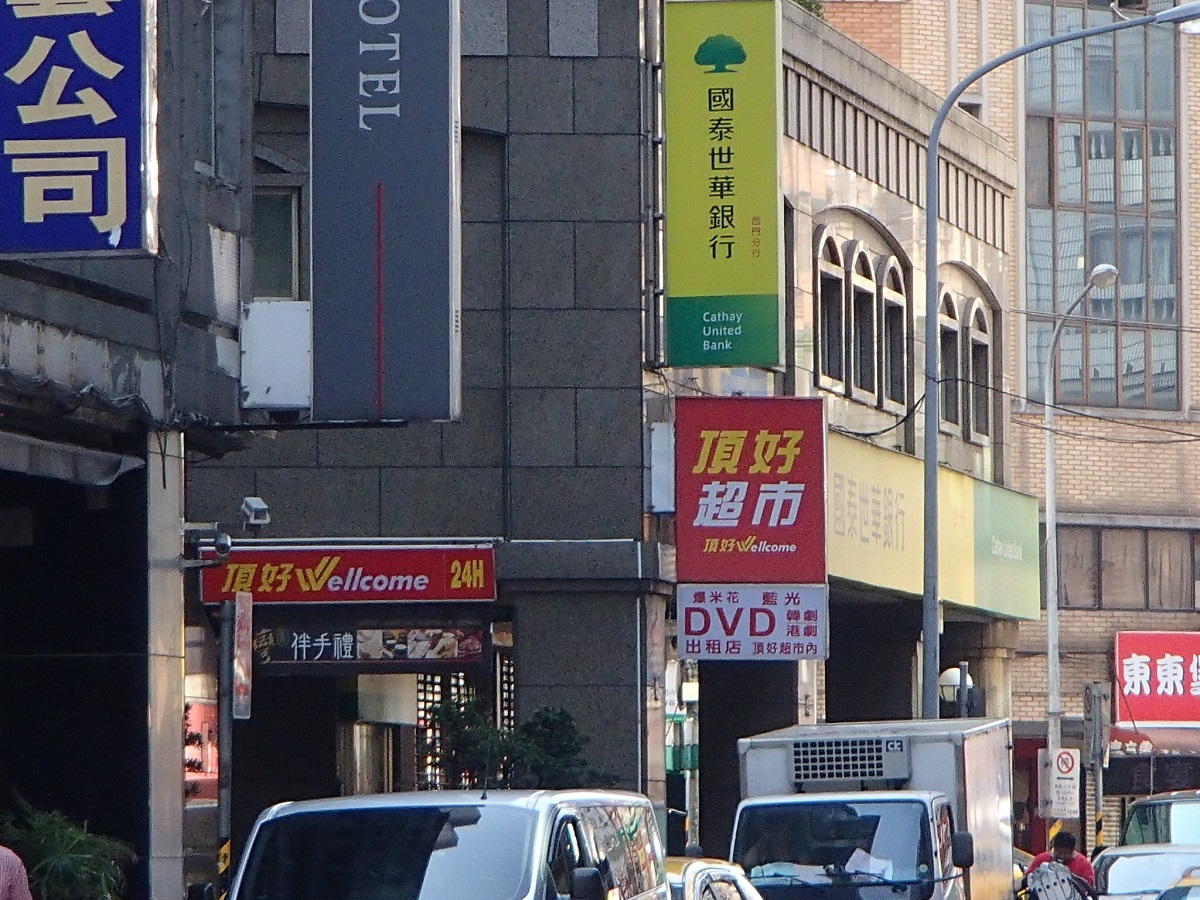 公司
OTEL
國泰世華銀行
西門分行
Cathay
United
Bank
頂好
超市
頂好Wellcome
國泰世華銀行
Cathay United Bank
頂好Wellcome 24H
伴手禮
爆米花 藍光
DVD 韓劇
港劇
出租店 頂好超市內
東東